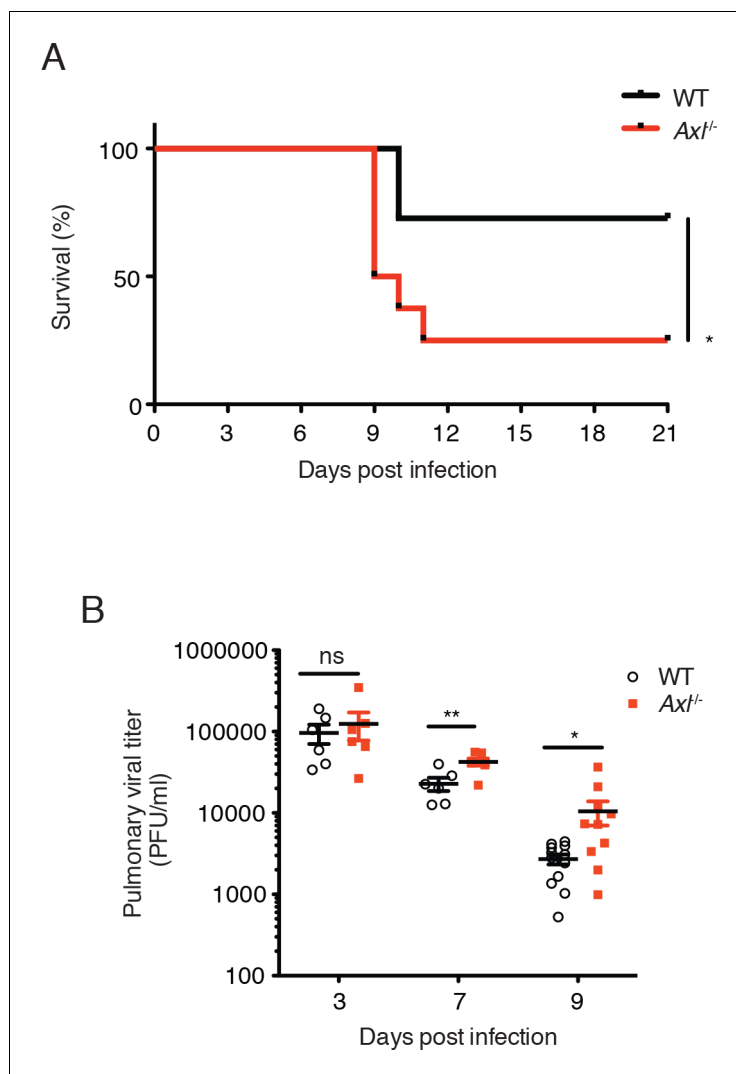 A
WT
Axl-/-
100
50
0
Survival (%)
0 3 6 9 12 15 18 21
Days post infection
*
B
1000000
100000
10000
1000
100
Pulmonary viral titer
(PFU/ml)
ns
**
*
WT
Axl-/-
3 7 9
Days post infection